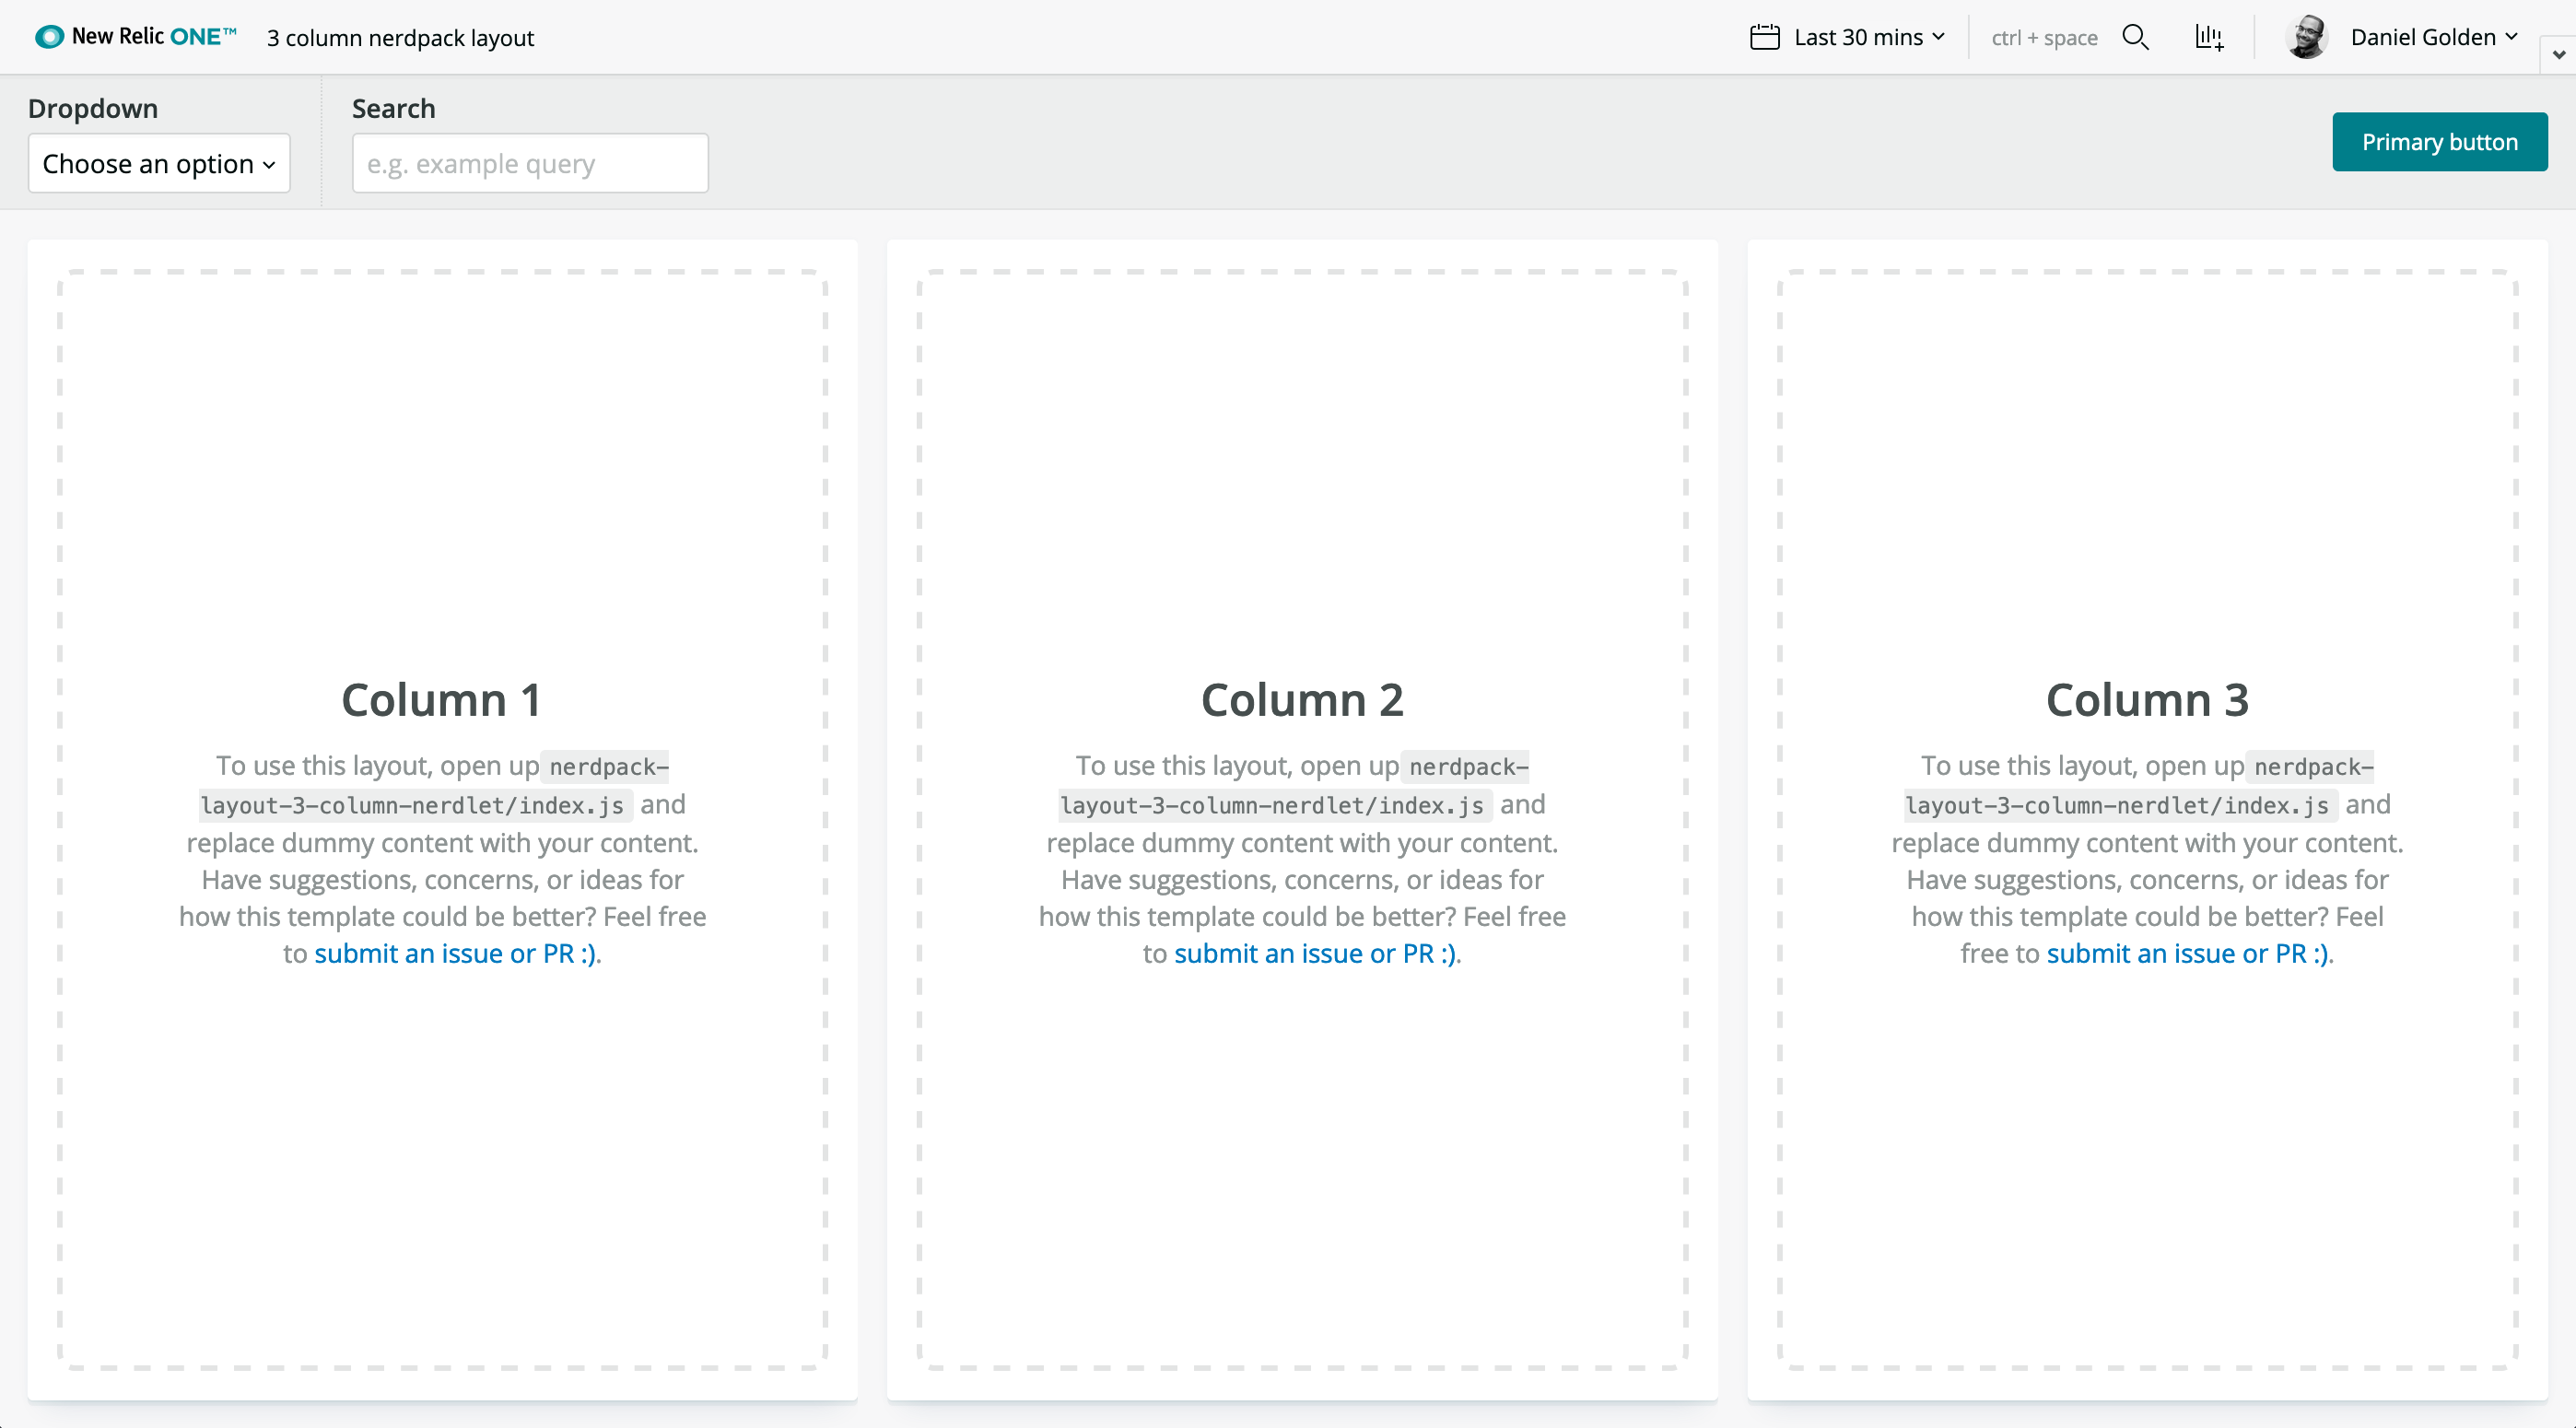 New Relic ONE™ 3 column nerdpack layout Last 30 mins ctrl + space Daniel Golden
Dropdown Search
Choose an option e.g. example query Primary button
Column 1
To use this layout, open up nerdpack-
layout-3-column-nerdlet/index.js and
replace dummy content with your content.
Have suggestions, concerns, or ideas for
how this template could be better? Feel free
to submit an issue or PR :).
Column 2
To use this layout, open up nerdpack-
layout-3-column-nerdlet/index.js and
replace dummy content with your content.
Have suggestions, concerns, or ideas for
how this template could be better? Feel free
to submit an issue or PR :).
Column 3
To use this layout, open up nerdpack-
layout-3-column-nerdlet/index.js and
replace dummy content with your content.
Have suggestions, concerns, or ideas for
how this template could be better? Feel
free to submit an issue or PR :).